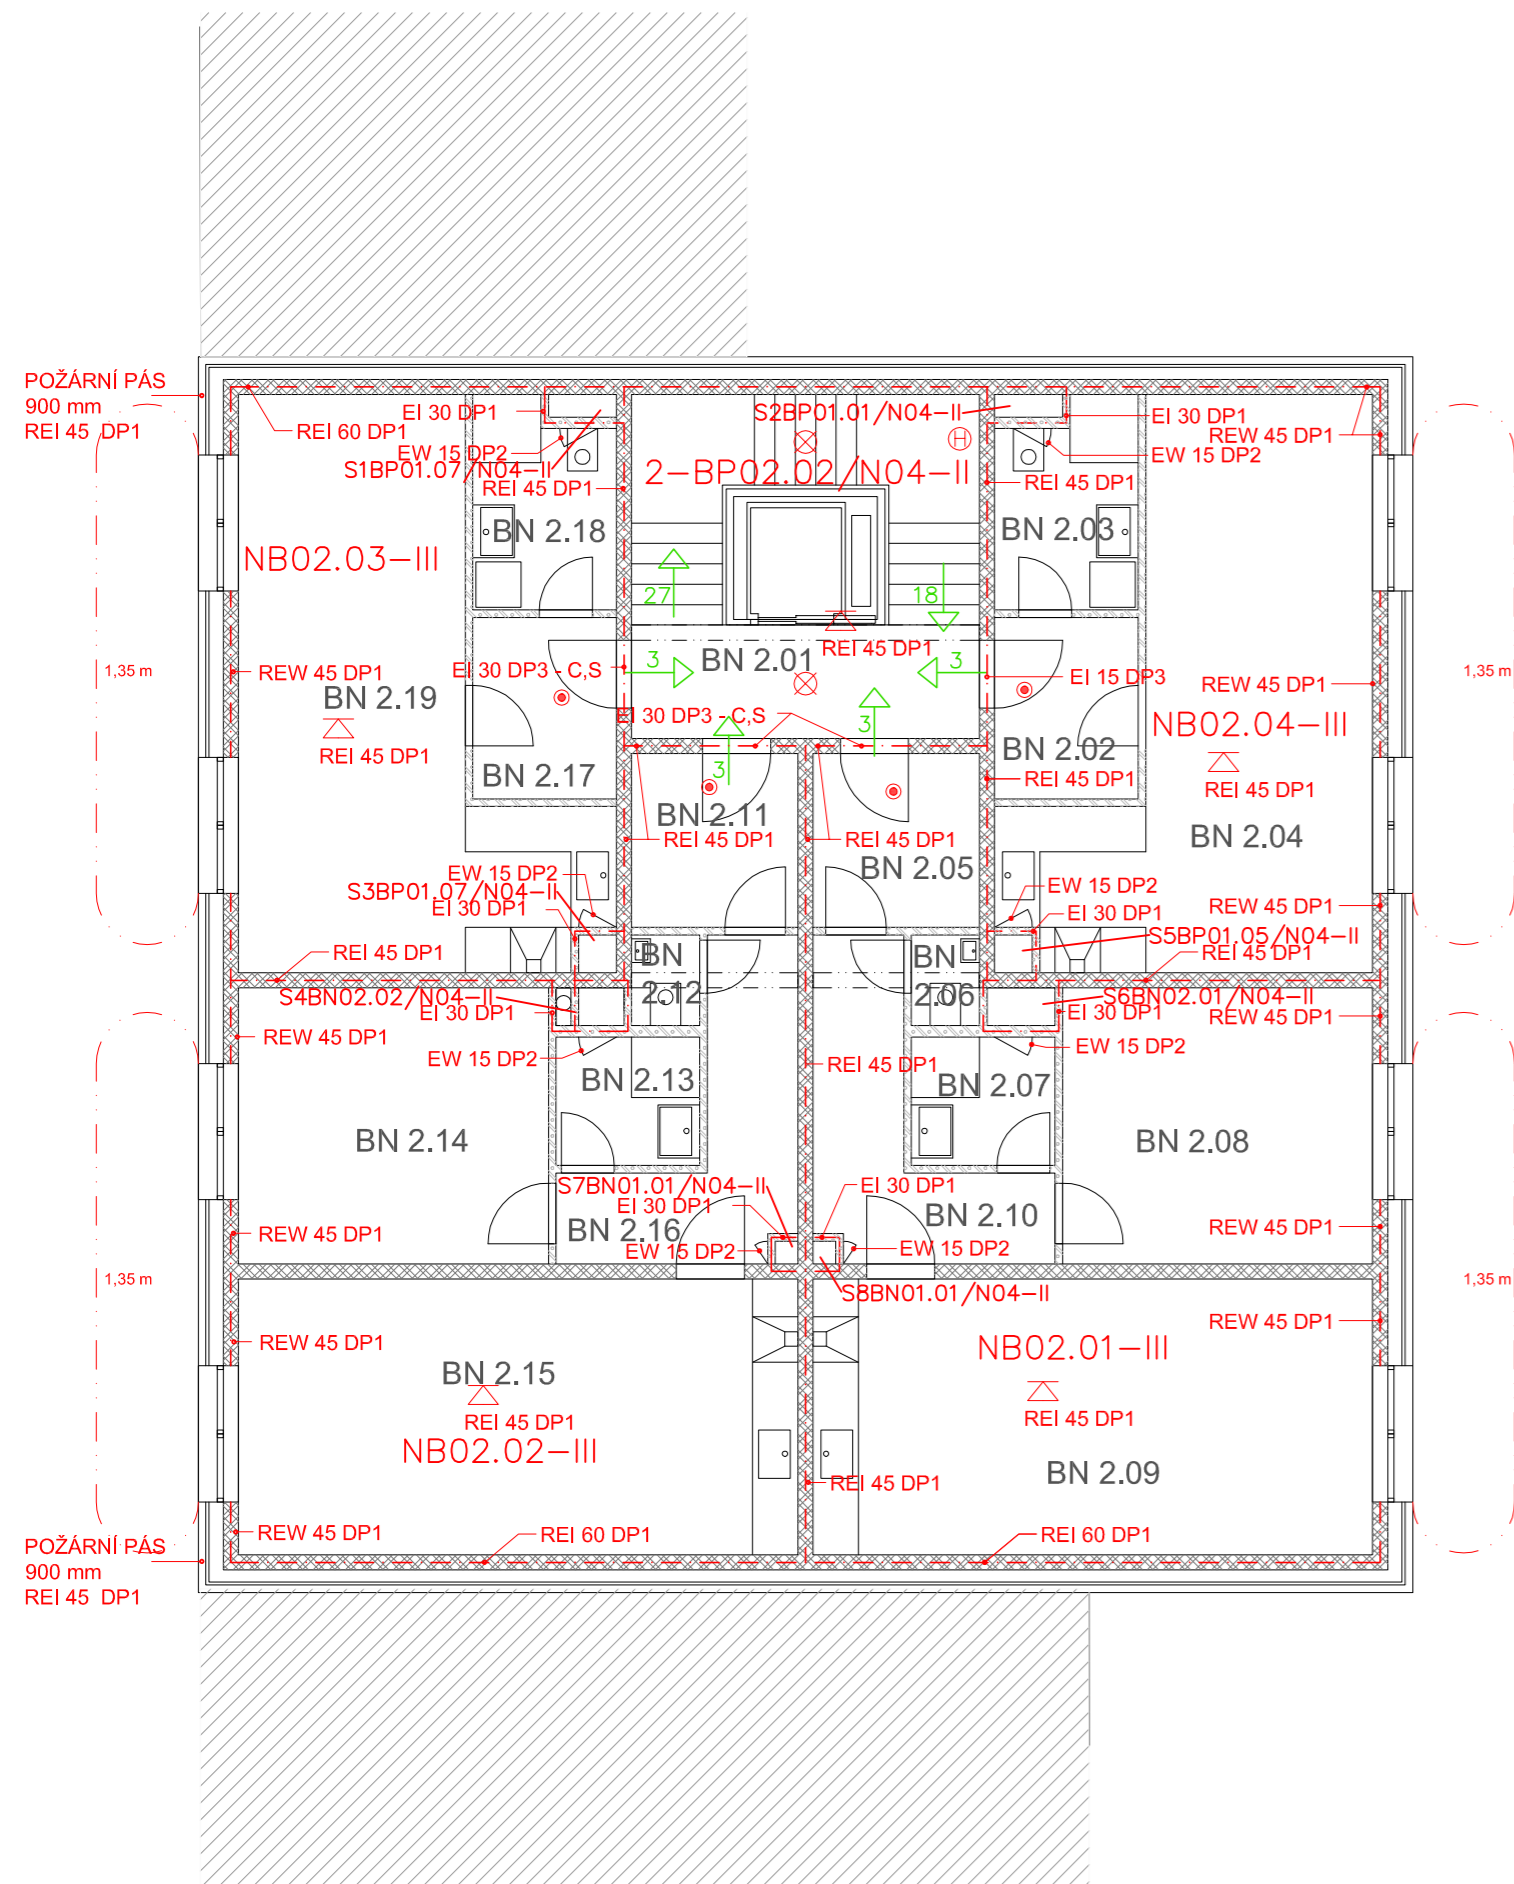 POŽÁRNÍ PÁS
900 mm
REI 45 DP1
EI 30 DP1
REI 60 DP1
EW 15 DP2
S1BP01.07/N04-II
REI 45 DP1
S2BP01.01/N04-II
H
2-BP02.02/N04-II
EI 30 DP1
REW 45 DP1
EW 15 DP2
REI 45 DP1
BN 2.18
BN 2.03
NB02.03-III
27
18
1,35 m
REW 45 DP1
BN 2.19
REI 45 DP1
EI 30 DP3 - C,S
3
BN 2.01
REI 45 DP1
3
EI 15 DP3
REW 45 DP1
1,35 m
EI 30 DP3 - C,S
3
3
NB02.04-III
BN 2.02
REI 45 DP1
REI 45 DP1
BN 2.17
BN 2.11
REI 45 DP1
REI 45 DP1
BN 2.04
BN 2.05
EW 15 DP2
S3BP01.07/N04-II
EI 30 DP1
EW 15 DP2
EI 30 DP1
REW 45 DP1
S5BP01.05/N04-II
REI 45 DP1
REI 45 DP1
BN
2.12
BN
2.06
S4BN02.02/N04-II
EI 30 DP1
S6BN02.01/N04-II
EI 30 DP1
REW 45 DP1
REW 45 DP1
EW 15 DP2
EW 15 DP2
REI 45 DP1
BN 2.13
BN 2.07
BN 2.14
BN 2.08
S7BN01.01/N04-II
EI 30 DP1
EI 30 DP1
BN 2.16
BN 2.10
REW 45 DP1
REW 45 DP1
EW 15 DP2
EW 15 DP2
1,35 m
1,35 m
S8BN01.01/N04-II
REW 45 DP1
REW 45 DP1
NB02.01-III
BN 2.15
REI 45 DP1
REI 45 DP1
NB02.02-III
BN 2.09
REI 45 DP1
REW 45 DP1
REI 60 DP1
REI 60 DP1
POŽÁRNÍ PÁS
900 mm
REI 45 DP1